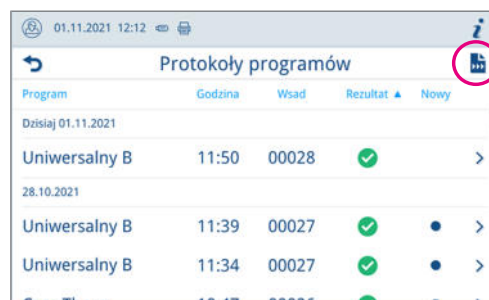 01.11.2021 12:12
Protokoły programów
Program Godzina Wsad Rezultat ▲ Nowy
Dzisiaj 01.11.2021
Uniwersalny B 11:50 00028
28.10.2021
Uniwersalny B 11:39 00027
Uniwersalny B 11:34 00027